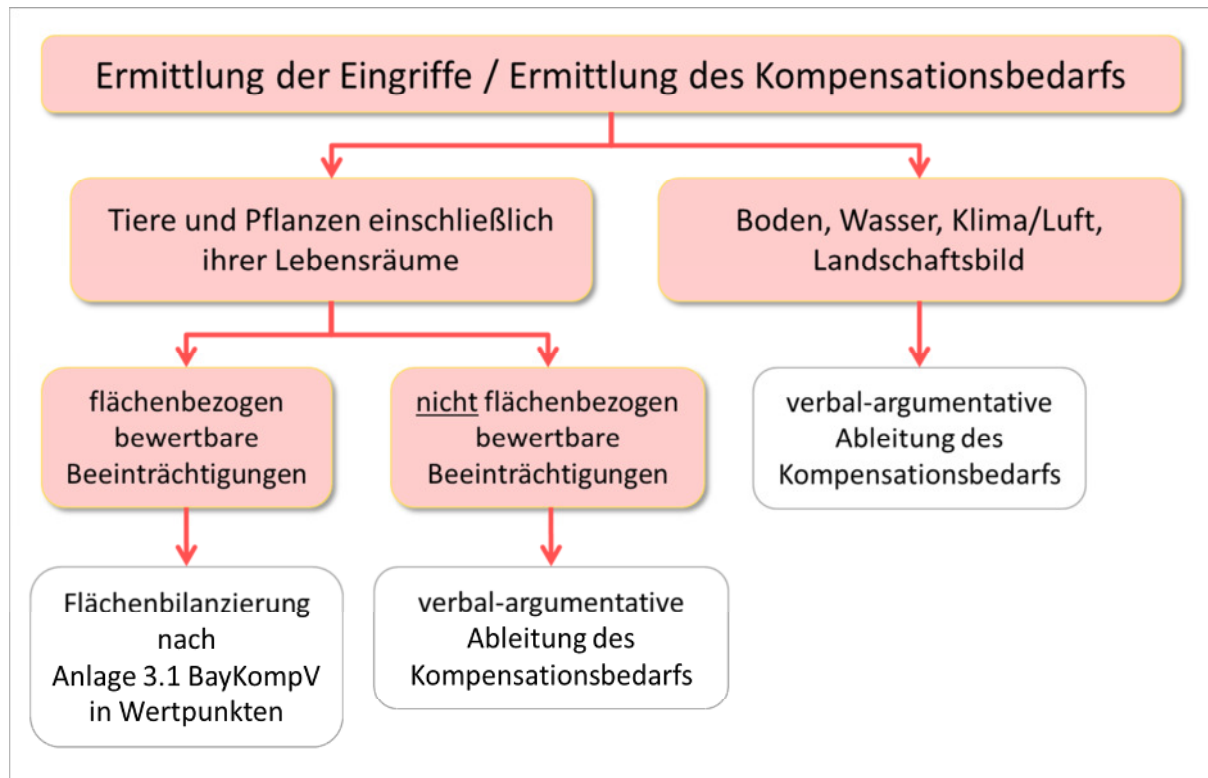 Ermittlung der Eingriffe / Ermittlung des Kompensationsbedarfs
Tiere und Pflanzen einschließlich
ihrer Lebensräume
Boden, Wasser, Klima/Luft,
Landschaftsbild
flächenbezogen
bewertbare
Beeinträchtigungen
nicht flächenbezogen
bewertbare
Beeinträchtigungen
verbal-argumentative
Ableitung des
Kompensationsbedarfs
Flächenbilanzierung
nach
Anlage 3.1 BayKompV
in Wertpunkten
verbal-argumentative
Ableitung des
Kompensationsbedarfs